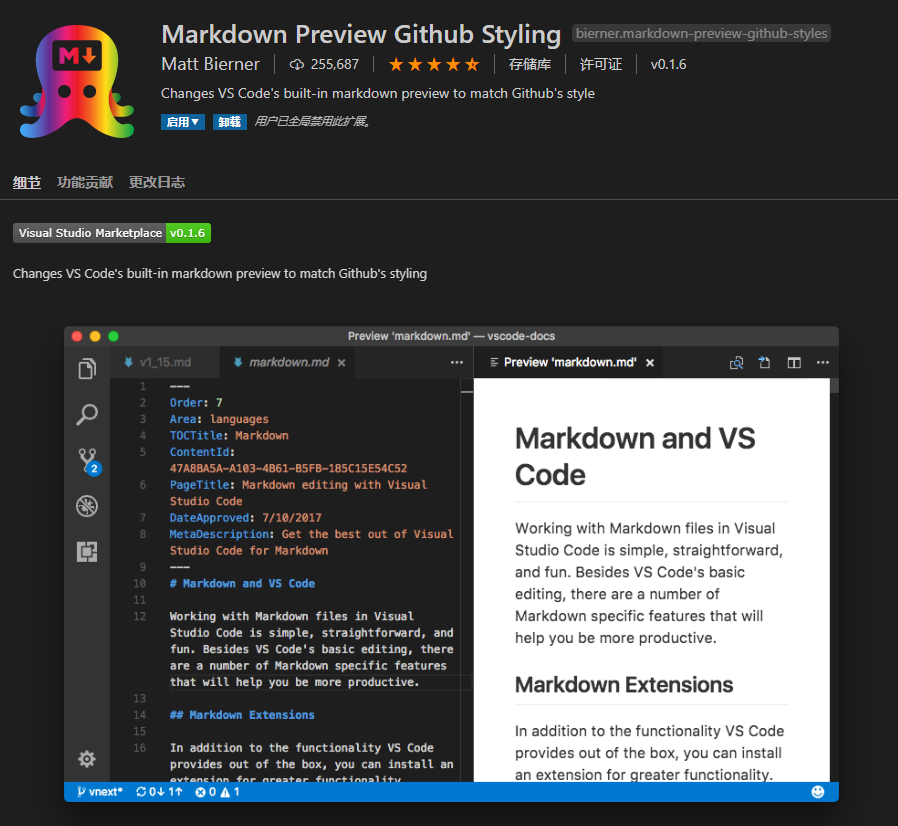 Markdown Preview Github Styling bierner.markdown-preview-github-styles
M
Matt Bierner 255,687 存储库 许可证 v0.1.6
Changes VS Code's built-in markdown preview to match Github's style
启用▼ 卸载 用户已全局禁用此扩展。
细节 功能贡献 更改日志
Visual Studio Marketplace v0.1.6
Changes VS Code's built-in markdown preview to match Github's styling
Preview 'markdown.md' — vscode-docs
v1_15.md markdown.md × ··· Preview 'markdown.md' × ···
1 ---
2 Order: 7
3 Area: languages
4 TOCTitle: Markdown
5 ContentId:
47A8BA5A-A103-4B61-B5FB-185C15E54C52
6 PageTitle: Markdown editing with Visual
Studio Code
7 DateApproved: 7/10/2017
8 MetaDescription: Get the best out of Visual
Studio Code for Markdown
9 ---
10 # Markdown and VS Code
11
12 Working with Markdown files in Visual
Studio Code is simple, straightforward, and
fun. Besides VS Code's basic editing, there
are a number of Markdown specific features
that will help you be more productive.
13
14 ## Markdown Extensions
15
16 In addition to the functionality VS Code
provides out of the box, you can install an
extension for greater functionality.
2
Markdown and VS
Code
Working with Markdown files in Visual
Studio Code is simple, straightforward,
and fun. Besides VS Code's basic
editing, there are a number of
Markdown specific features that will
help you be more productive.
Markdown Extensions
In addition to the functionality VS Code
provides out of the box, you can install
an extension for greater functionality.
vnext* 0↓ 1↑ 0 1